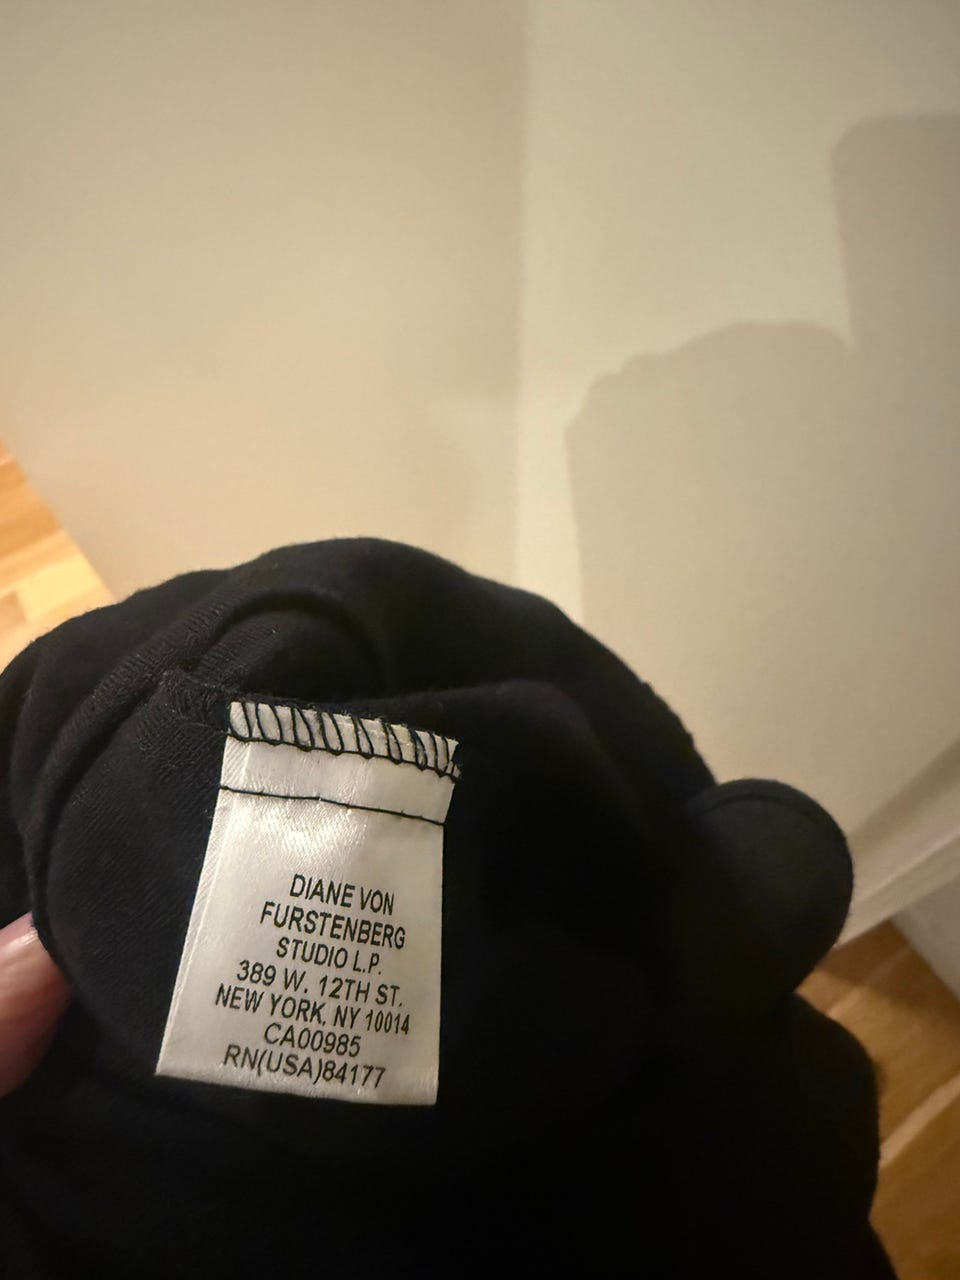 DIANE VON
FURSTENBERG
STUDIO L.P.
389 W. 12TH ST.
NEW YORK, NY 10014
CA00985
RN(USA)84177